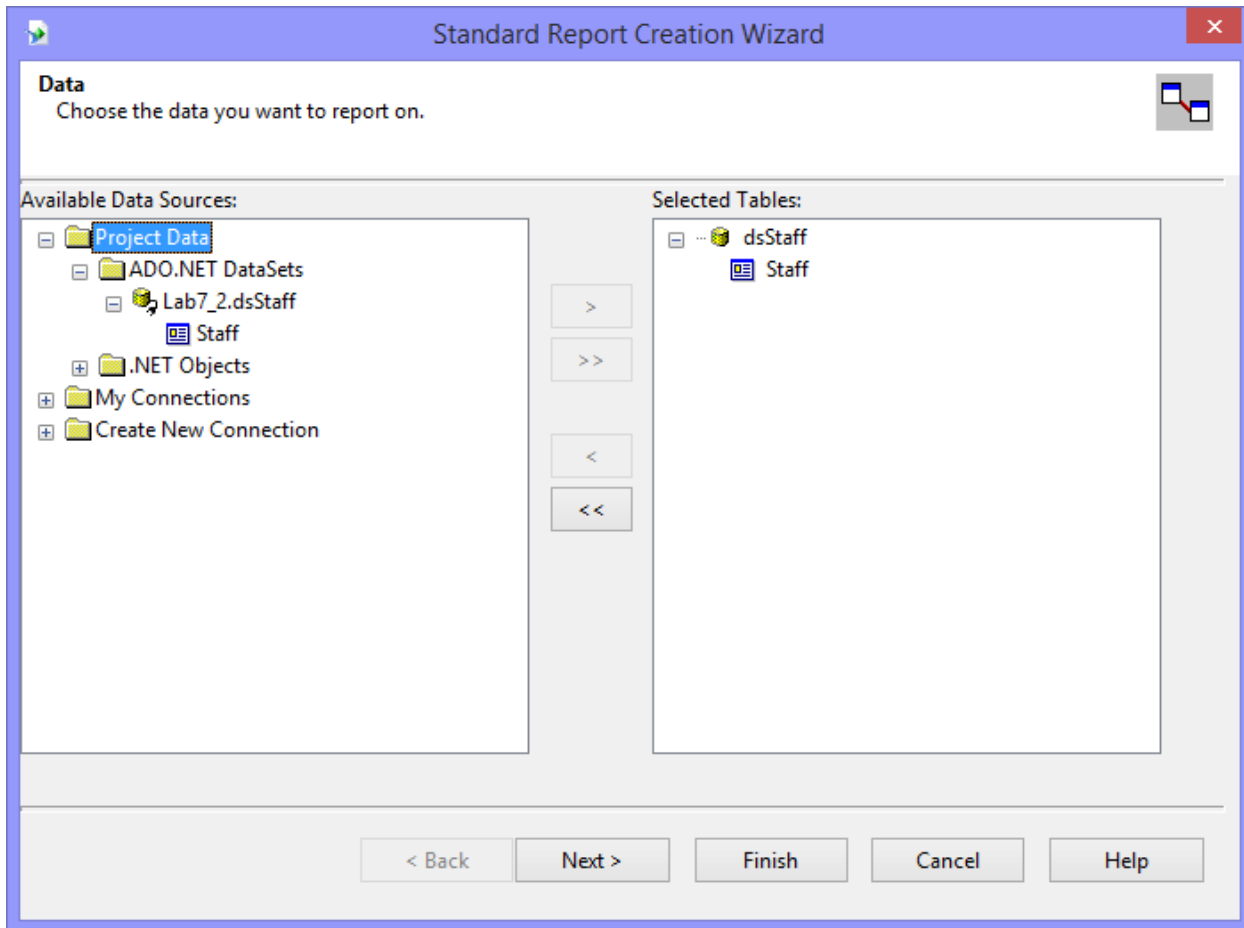 Standard Report Creation Wizard
Data
Choose the data you want to report on.
Available Data Sources:
Selected Tables:
Project Data
ADO.NET DataSets
Lab7_2.dsStaff
Staff
.NET Objects
My Connections
Create New Connection
>
>>
<
<<
dsStaff
Staff
< Back
Next >
Finish
Cancel
Help